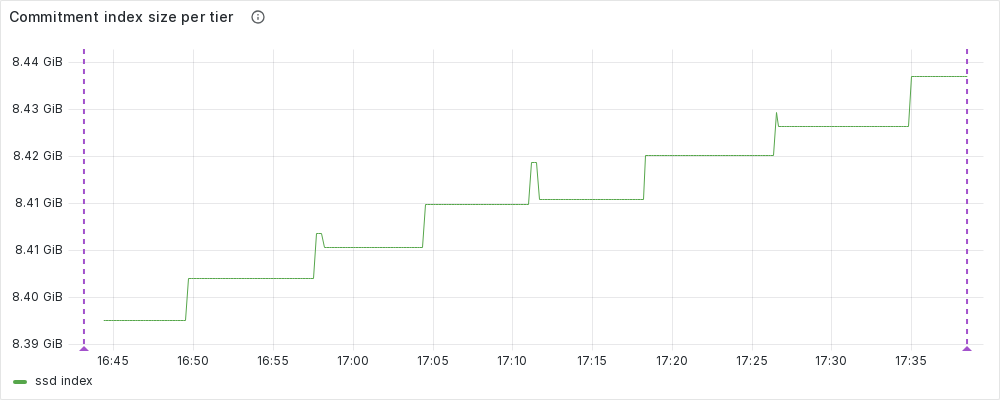 Commitment index size per tier
8.44 GiB
8.43 GiB
8.42 GiB
8.41 GiB
8.41 GiB
8.40 GiB
8.39 GiB
16:45 16:50 16:55 17:00 17:05 17:10 17:15 17:20 17:25 17:30 17:35
ssd index